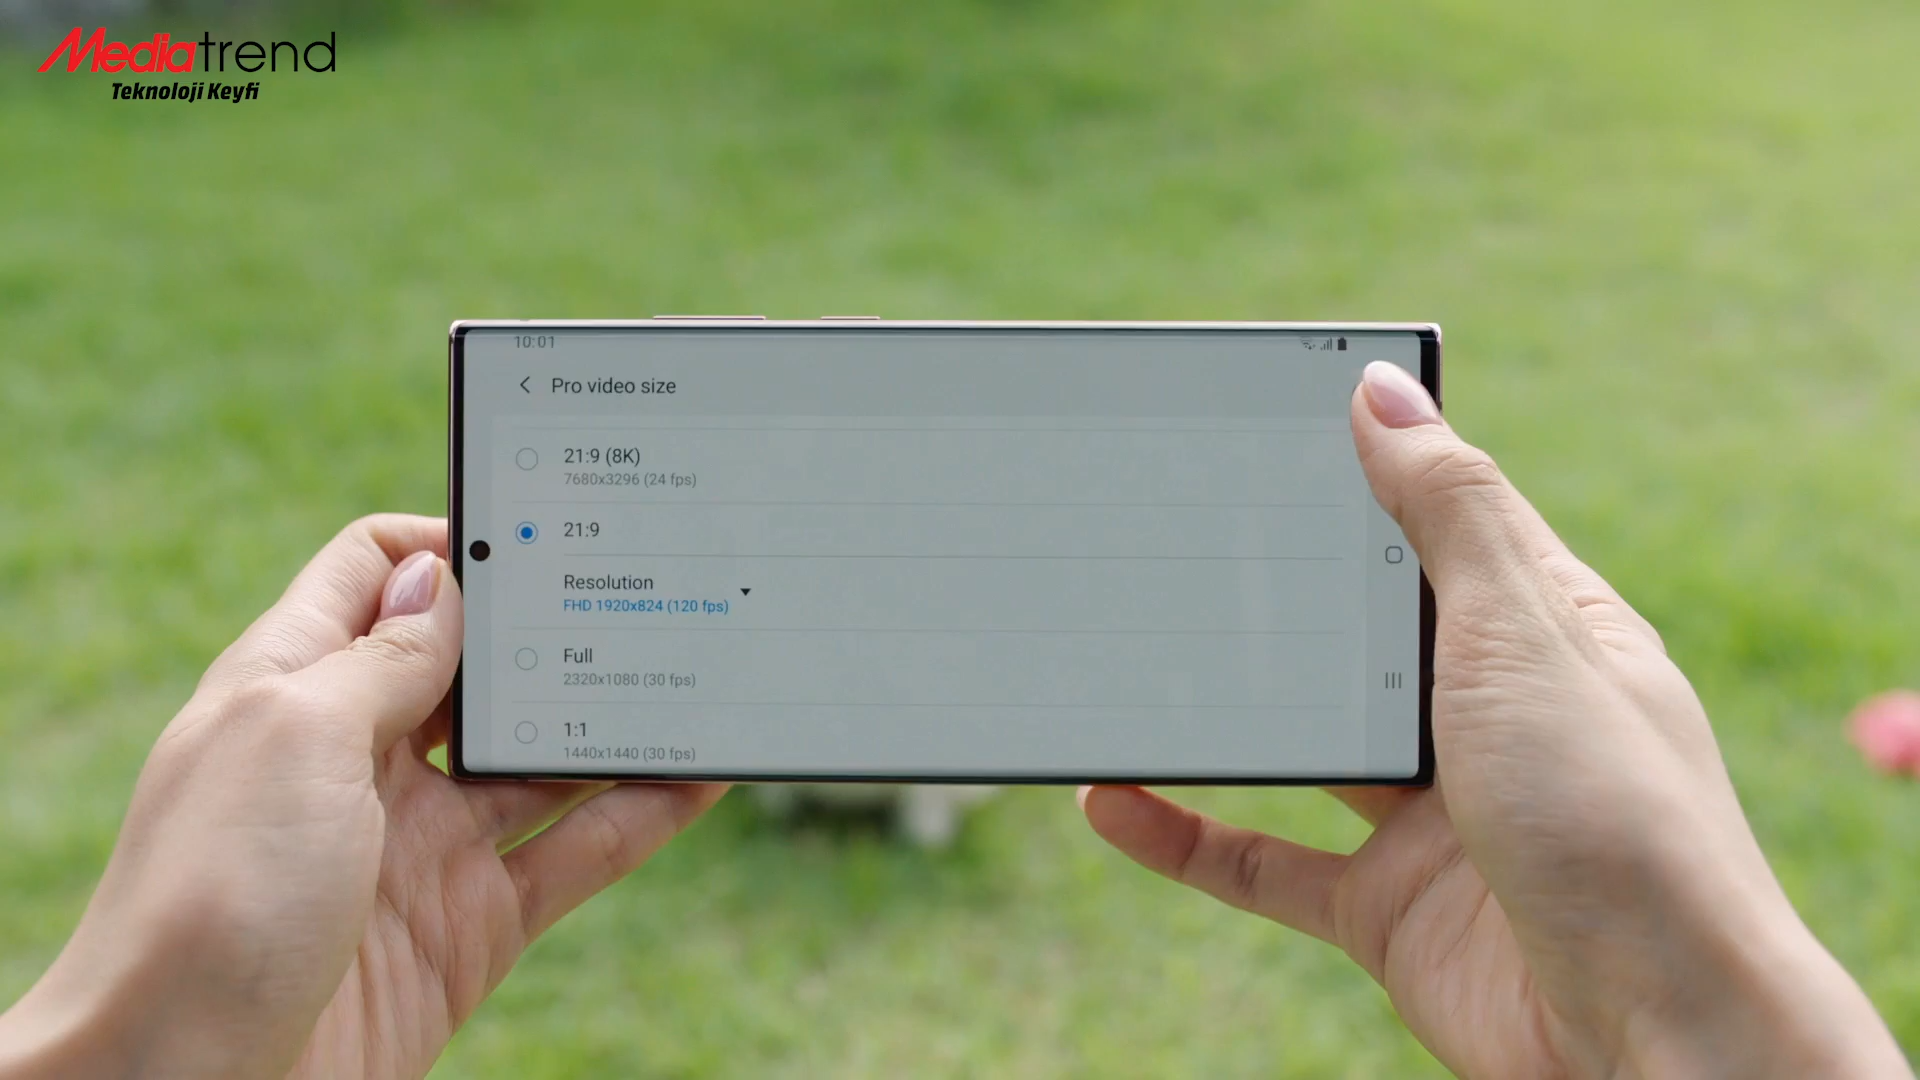 Mediatrend
Teknoloji Keyfi
10:01
Pro video size
21:9 (8K)
7680x3296 (24 fps)
21:9
Resolution
FHD 1920x824 (120 fps)
Full
2320x1080 (30 fps)
1:1
1440x1440 (30 fps)